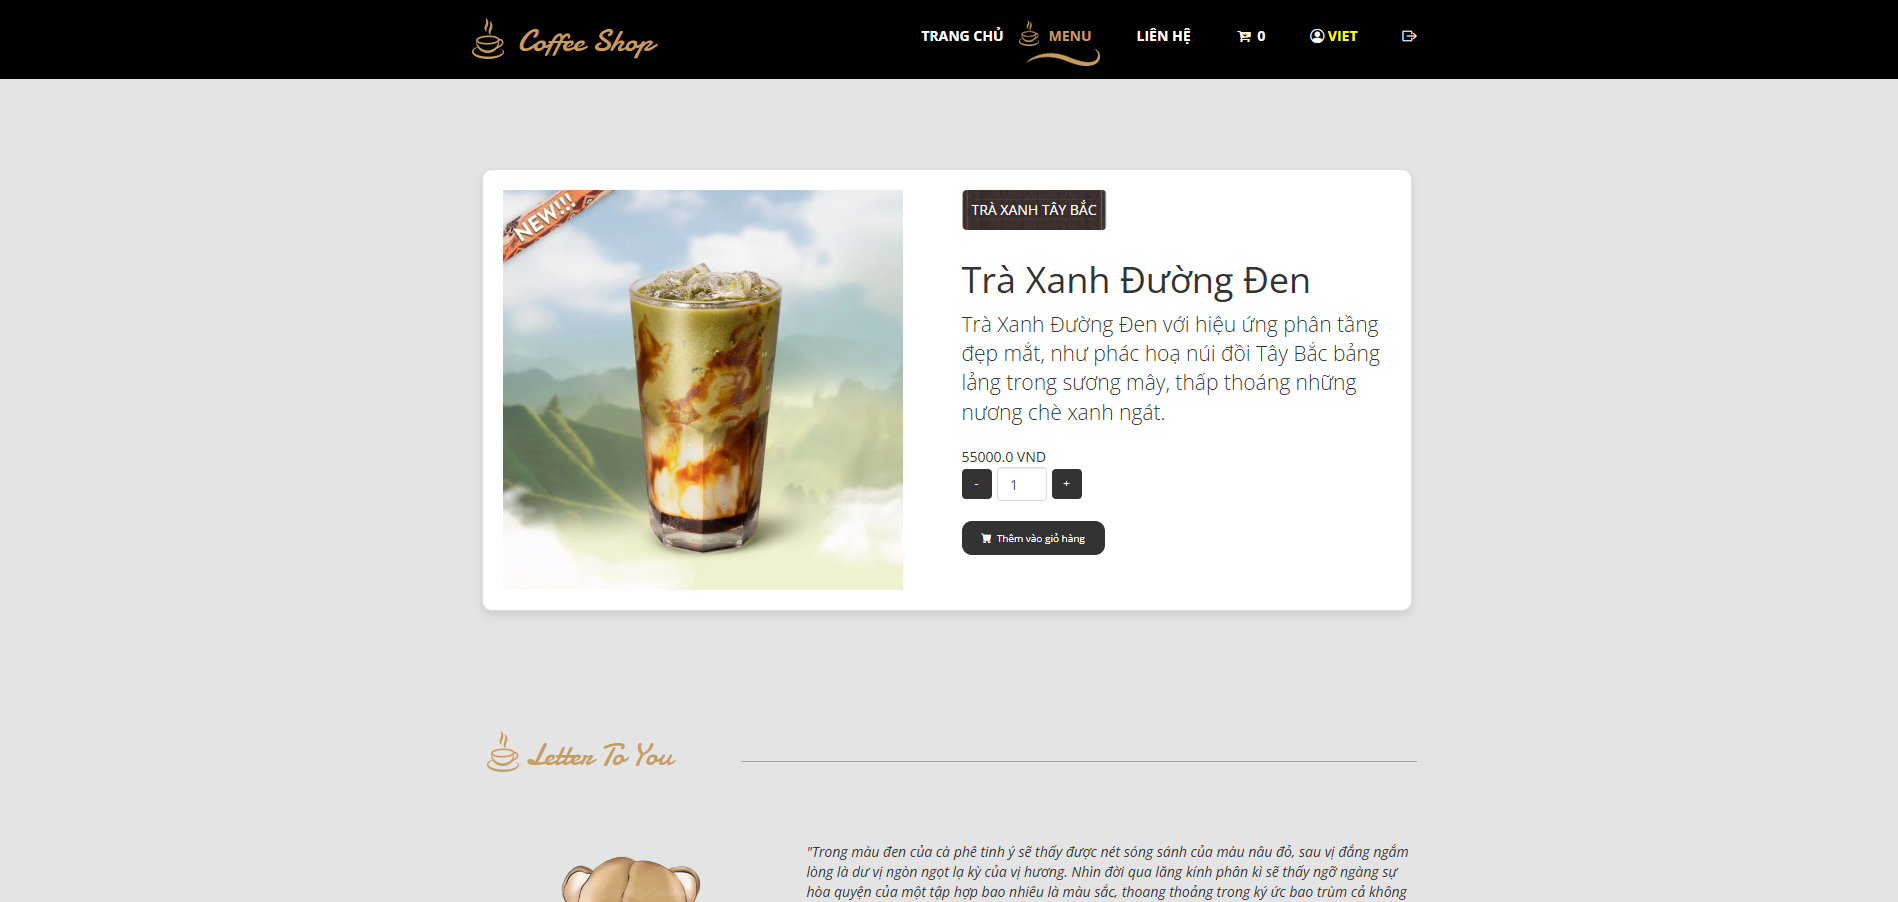 Coffee Shop
TRANG CHỦ
MENU
LIÊN HỆ
0
VIET
NEW!!!
TRÀ XANH TÂY BẮC
Trà Xanh Đường Đen
Trà Xanh Đường Đen với hiệu ứng phân tầng
đẹp mắt, như phác hoạ núi đồi Tây Bắc bảng
lảng trong sương mây, thấp thoáng những
nương chè xanh ngát.
55000.0 VND
- 1 +
Thêm vào giỏ hàng
Letter To You
"Trong màu đen của cà phê tinh ý sẽ thấy được nét sóng sánh của màu nâu đỏ, sau vị đắng ngắm
lòng là dư vị ngòn ngọt lạ kỳ của vị hương. Nhìn đời qua lăng kính phân kì sẽ thấy ngỡ ngàng sự
hòa quyện của một tập hợp bao nhiêu là màu sắc, thoang thoảng trong ký ức bao trùm cả không